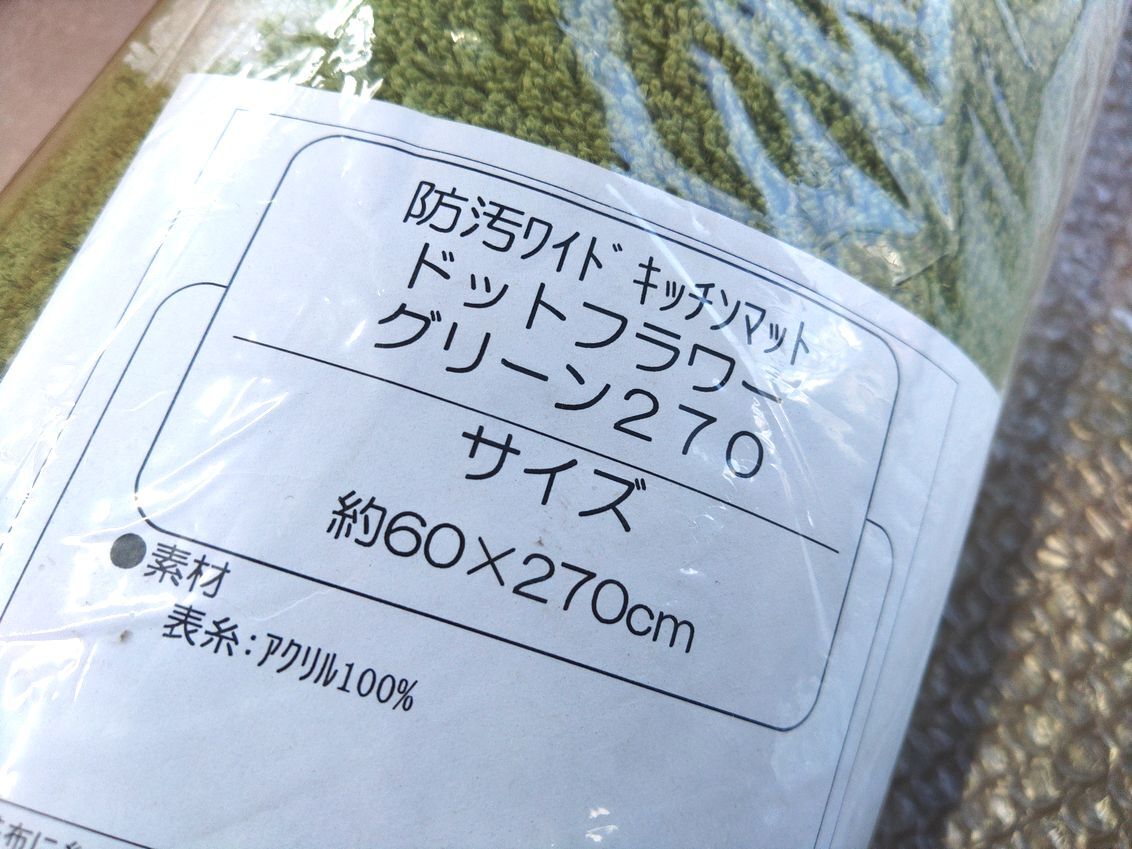 防汚ﾜｲﾄﾞ ｷｯﾁﾝﾏｯﾄ
ドットフラワー
グリーン２７０
サイズ
約60×270cm
●素材
表糸:ｱｸﾘﾙ100%
布に